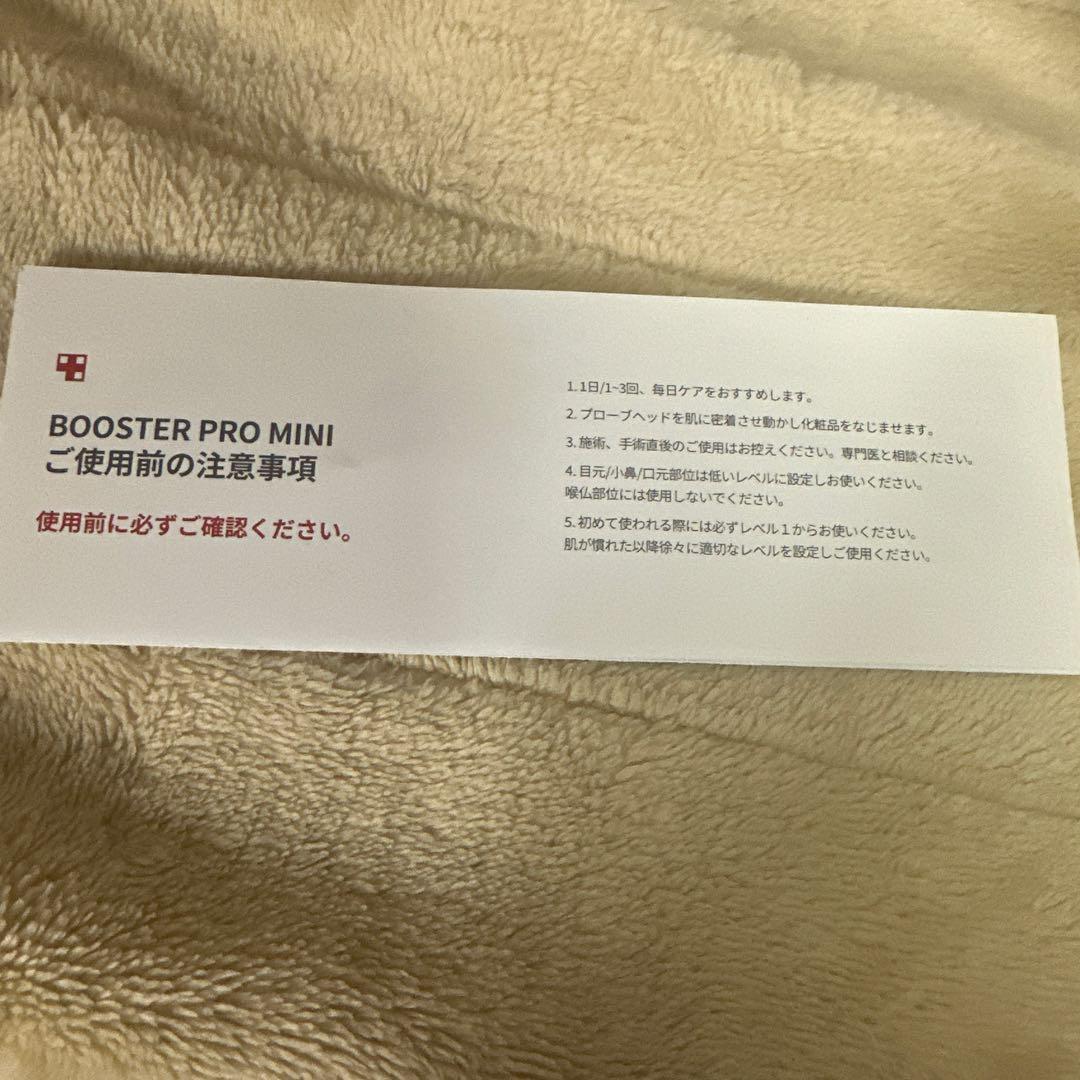 BOOSTER PRO MINI
ご使用前の注意事項
使用前に必ずご確認ください。
1. 1日/1~3回、毎日ケアをおすすめします。
2. プローブヘッドを肌に密着させ動かし化粧品をなじませます。
3. 施術、手術直後のご使用はお控えください。専門医と相談ください。
4. 目元/小鼻/口元部位は低いレベルに設定しお使いください。
喉仏部位には使用しないでください。
5. 初めて使われる際には必ずレベル1からお使いください。
肌が慣れた以降徐々に適切なレベルを設定しご使用ください。